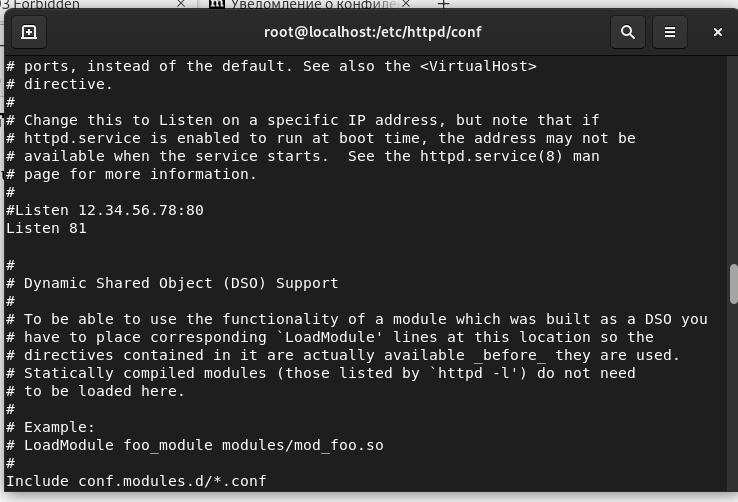 3 Forbidden
Уведомление о конфиде
root@localhost:/etc/httpd/conf
# ports, instead of the default. See also the <VirtualHost>
# directive.
#
# Change this to Listen on a specific IP address, but note that if
# httpd.service is enabled to run at boot time, the address may not be
# available when the service starts.  See the httpd.service(8) man
# page for more information.
#
#Listen 12.34.56.78:80
Listen 81

#
# Dynamic Shared Object (DSO) Support
#
# To be able to use the functionality of a module which was built as a DSO you
# have to place corresponding `LoadModule' lines at this location so the
# directives contained in it are actually available _before_ they are used.
# Statically compiled modules (those listed by `httpd -l') do not need
# to be loaded here.
#
# Example:
# LoadModule foo_module modules/mod_foo.so
#
Include conf.modules.d/*.conf